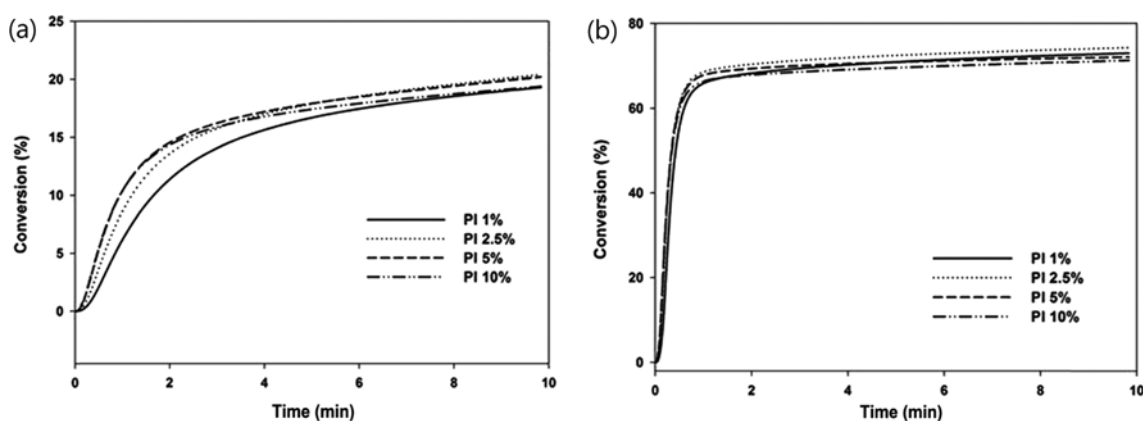 (a)
25
20
15
10
5
0
Conversion (%)
PI 1%
PI 2.5%
PI 5%
PI 10%
0 2 4 6 8 10
Time (min)
(b)
80
60
40
20
0
Conversion (%)
PI 1%
PI 2.5%
PI 5%
PI 10%
0 2 4 6 8 10
Time (min)